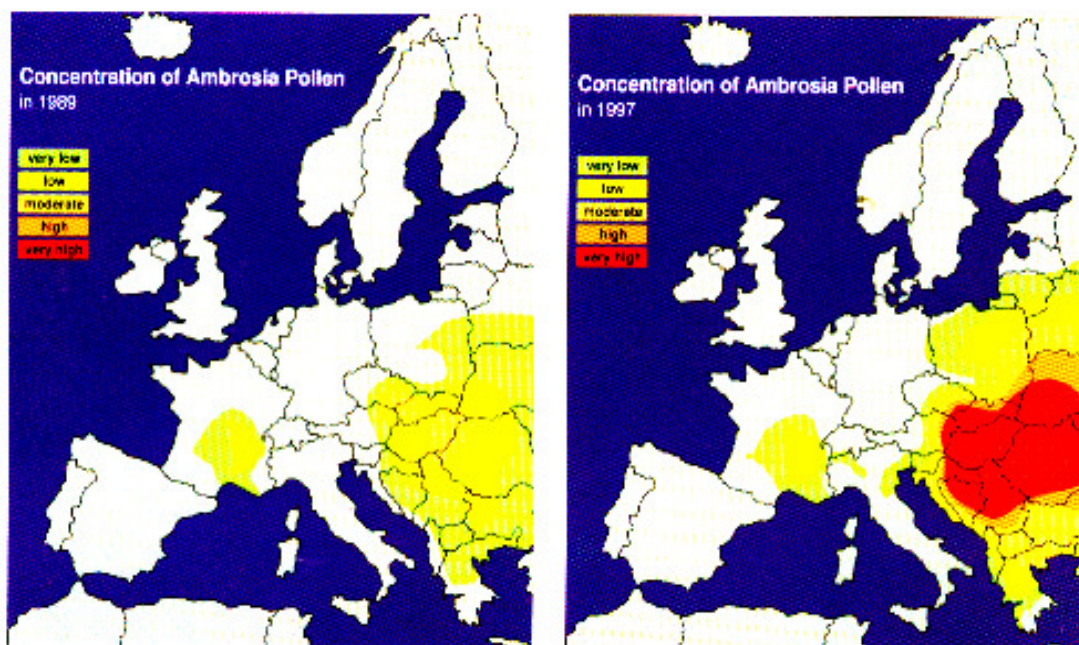 Concentration of Ambrosia Pollen
in 1989
very low
low
moderate
high
very high
Concentration of Ambrosia Pollen
in 1997
very low
low
moderate
high
very high